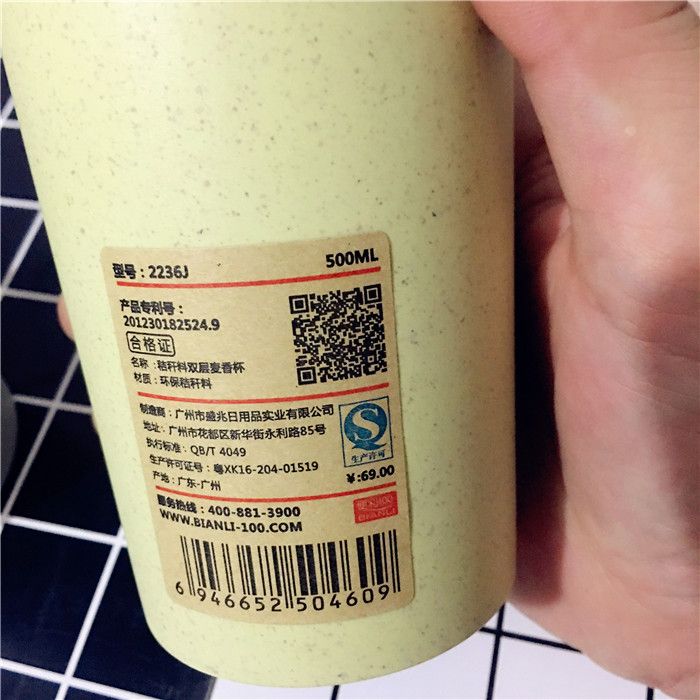 型号：2236J
500ML
产品专利号：
201230182524.9
合格证
名称：秸秆料双层麦香杯
材质：环保秸秆料
制造商：广州市盛兆日用品实业有限公司
地址：广州市花都区新华街永利路85号
执行标准：QB/T 4049
生产许可证号：粤XK16-204-01519
产地：广东-广州
生产许可
¥:69.00
服务热线：400-881-3900
WWW.BIANLI-100.COM
BIANLI
6 946652 504609